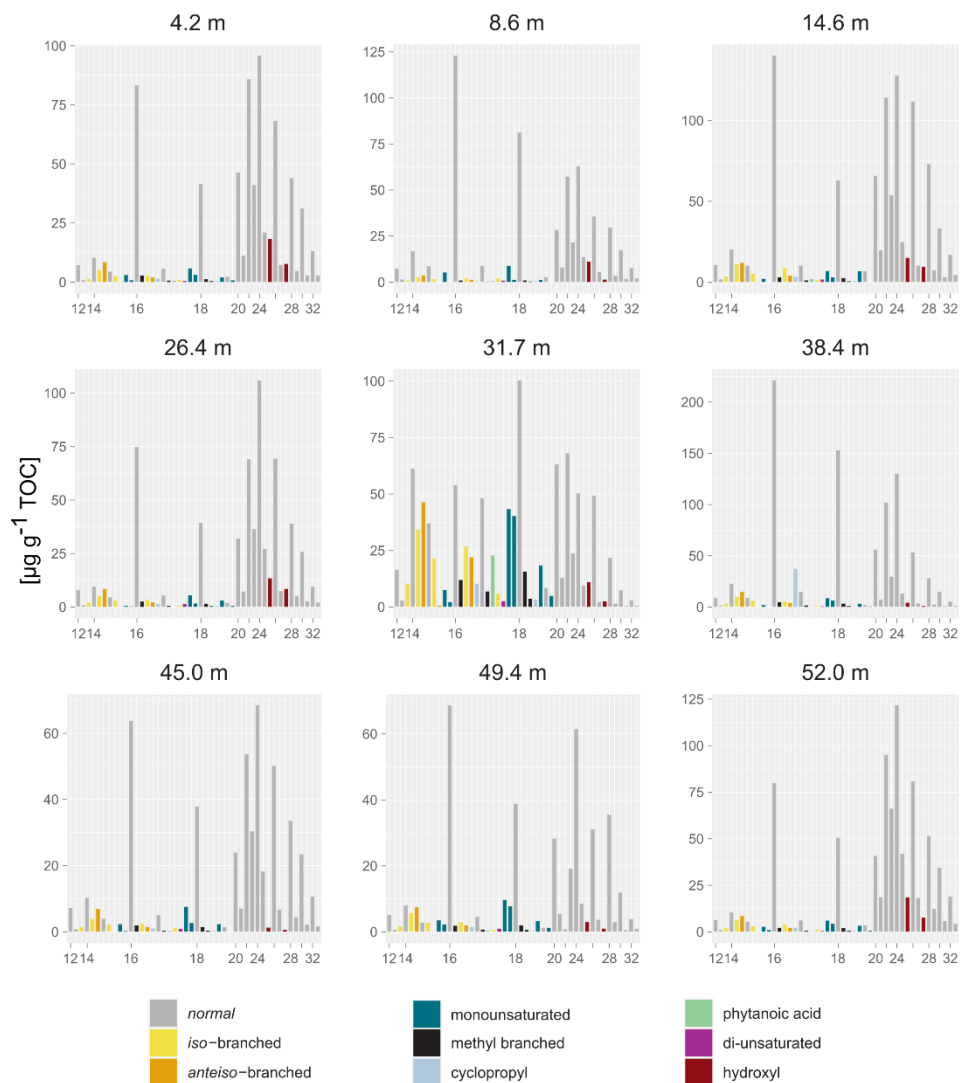 4.2 m 8.6 m 14.6 m
100
75
50
25
0
1214 16 18 20 24 28 32
125
100
75
50
25
0
1214 16 18 20 24 28 32
100
50
0
1214 16 18 20 24 28 32
26.4 m 31.7 m 38.4 m
[µg g⁻¹ TOC]
100
75
50
25
0
1214 16 18 20 24 28 32
100
75
50
25
0
1214 16 18 20 24 28 32
200
150
100
50
0
1214 16 18 20 24 28 32
45.0 m 49.4 m 52.0 m
60
40
20
0
1214 16 18 20 24 28 32
60
40
20
0
1214 16 18 20 24 28 32
125
100
75
50
25
0
1214 16 18 20 24 28 32
normal monounsaturated phytanoic acid
iso–branched methyl branched di-unsaturated
anteiso–branched cyclopropyl hydroxyl